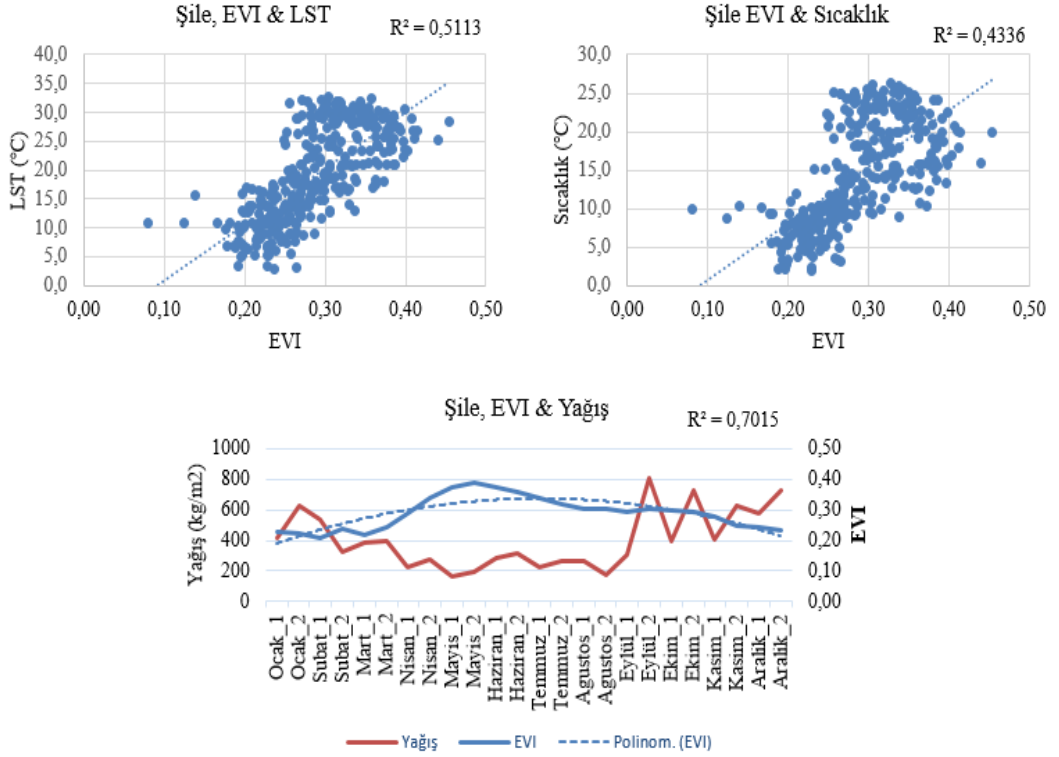 Şile, EVI & LST
R² = 0,5113
40,0
35,0
30,0
25,0
20,0
15,0
10,0
5,0
0,0
LST (°C)
0,00 0,10 0,20 0,30 0,40 0,50
EVI
Şile EVI & Sıcaklık
R² = 0,4336
30,0
25,0
20,0
15,0
10,0
5,0
0,0
Sıcaklık (°C)
0,00 0,10 0,20 0,30 0,40 0,50
EVI
Şile, EVI & Yağış
R² = 0,7015
1000
800
600
400
200
0
Yağış (kg/m2)
0,50
0,40
0,30
0,20
0,10
0,00
EVI
Ocak_1
Ocak_2
Subat_1
Subat_2
Mart_1
Mart_2
Nisan_1
Nisan_2
Mayis_1
Mayis_2
Haziran_1
Haziran_2
Temmuz_1
Temmuz_2
Agustos_1
Agustos_2
Eylül_1
Eylül_2
Ekim_1
Ekim_2
Kasim_1
Kasim_2
Aralik_1
Aralik_2
Yağış EVI Polinom. (EVI)